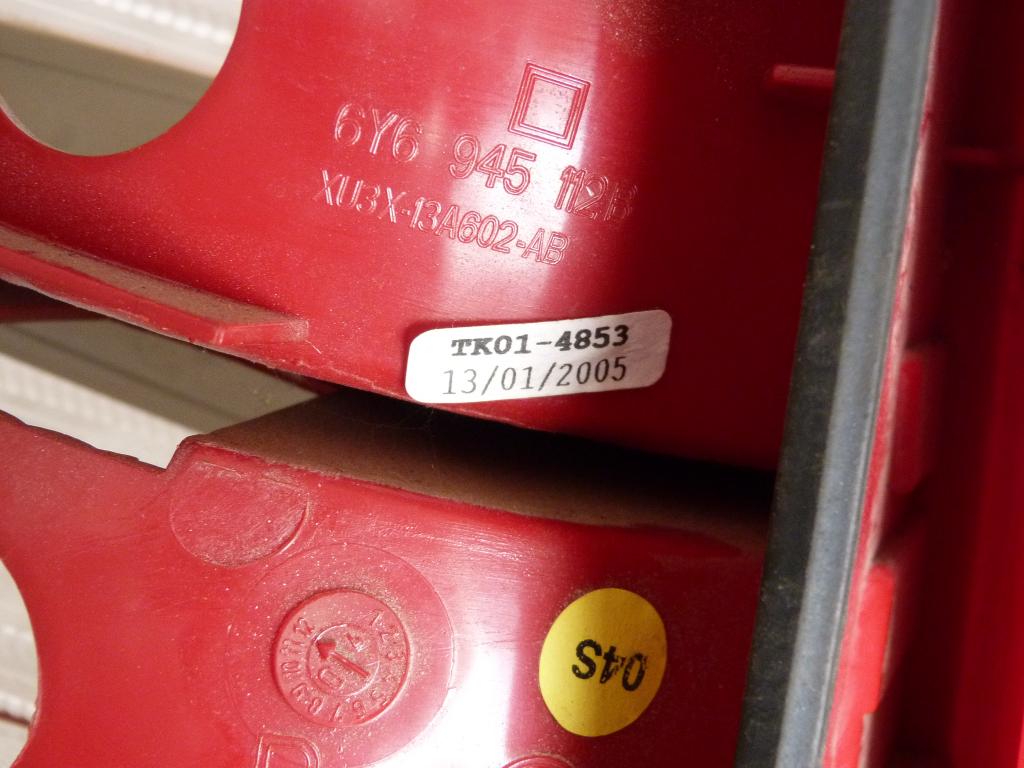 6Y6 945 112B
XU3X-13A602-AB
TK01-4853
13/01/2005
04S